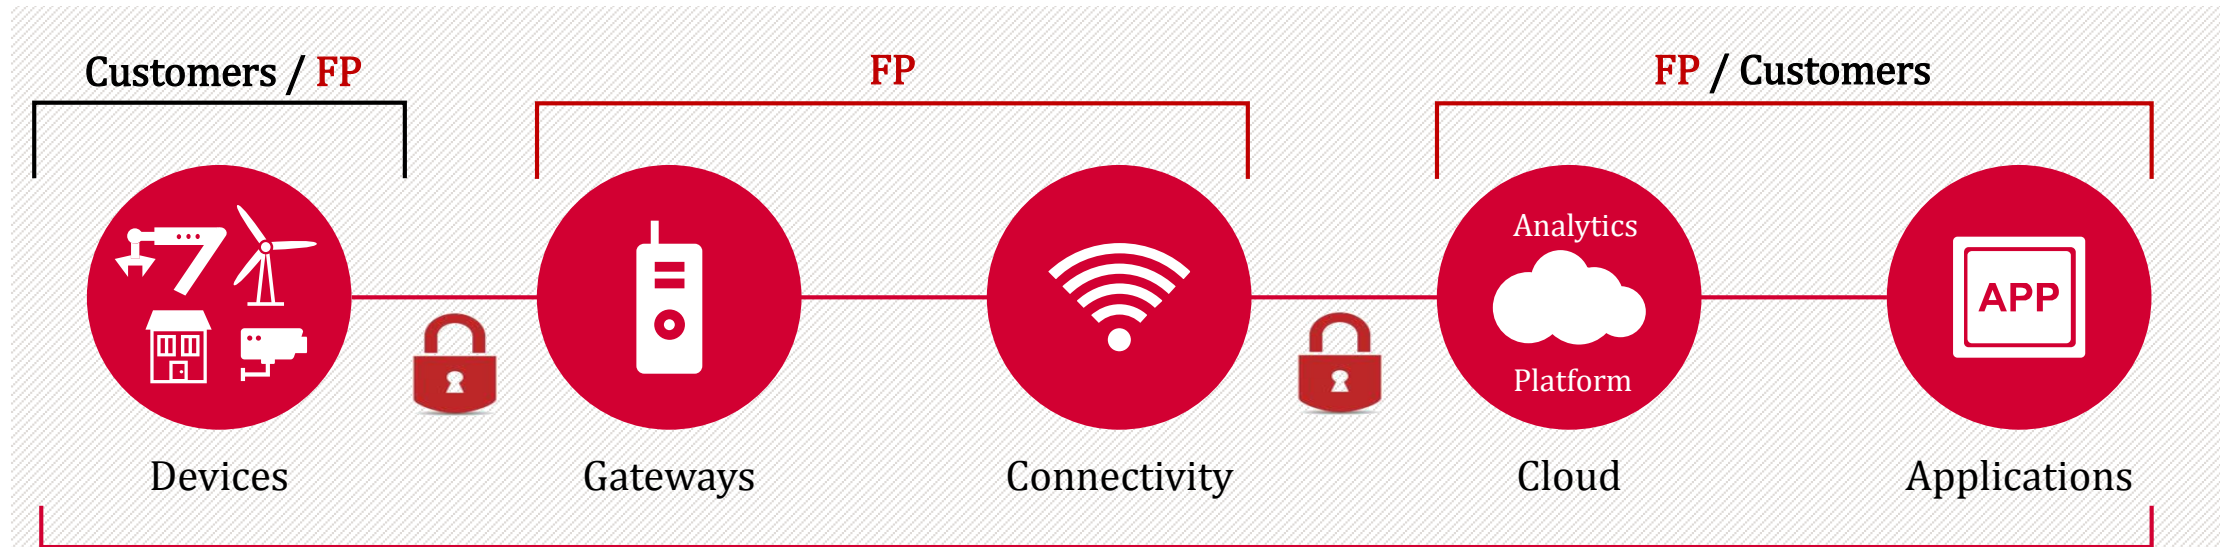 Customers / FP
FP
FP / Customers
Analytics
Platform
APP
Devices
Gateways
Connectivity
Cloud
Applications